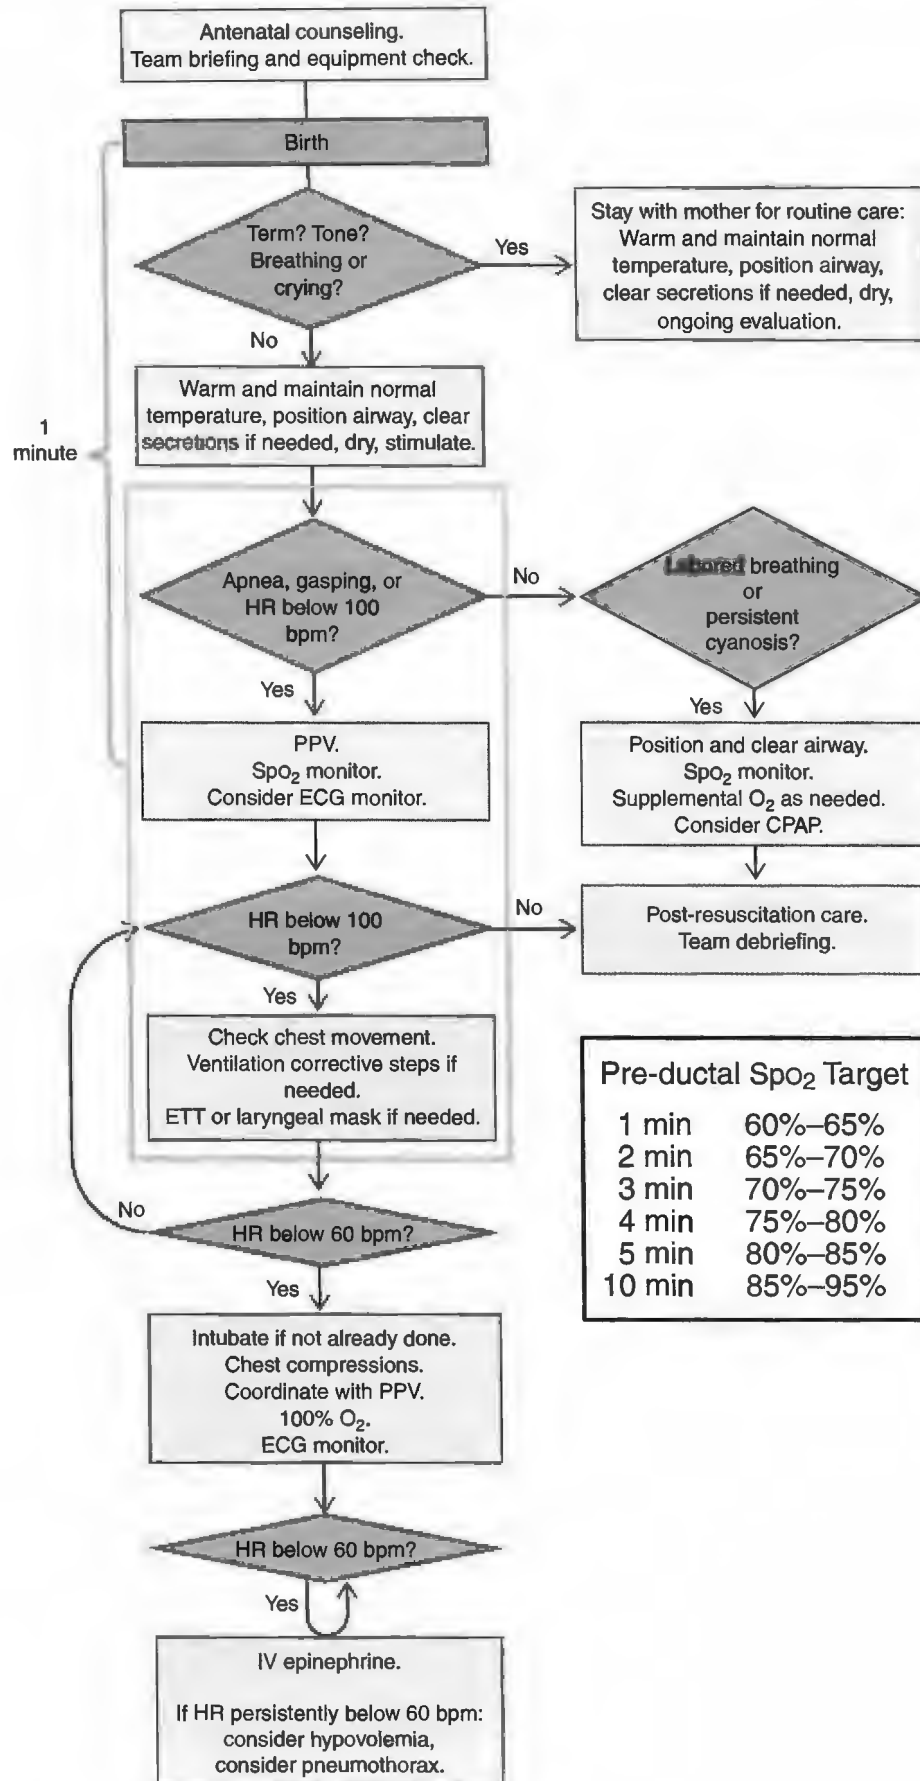 Antenatal counseling.
Team briefing and equipment check.
Birth
Term? Tone?
Breathing or
crying?
Yes
Stay with mother for routine care:
Warm and maintain normal
temperature, position airway,
clear secretions if needed, dry,
ongoing evaluation.
No
Warm and maintain normal
temperature, position airway, clear
secretions if needed, dry, stimulate.
1
minute
Apnea, gasping, or
HR below 100
bpm?
No
Labored breathing
or
persistent
cyanosis?
Yes
Yes
PPV.
SpO₂ monitor.
Consider ECG monitor.
Position and clear airway.
SpO₂ monitor.
Supplemental O₂ as needed.
Consider CPAP.
HR below 100
bpm?
No
Post-resuscitation care.
Team debriefing.
Yes
Check chest movement.
Ventilation corrective steps if
needed.
ETT or laryngeal mask if needed.
Pre-ductal SpO₂ Target
1 min 60%–65%
2 min 65%–70%
3 min 70%–75%
4 min 75%–80%
5 min 80%–85%
10 min 85%–95%
No
HR below 60 bpm?
Yes
Intubate if not already done.
Chest compressions.
Coordinate with PPV.
100% O₂.
ECG monitor.
HR below 60 bpm?
Yes
IV epinephrine.
If HR persistently below 60 bpm:
consider hypovolemia,
consider pneumothorax.